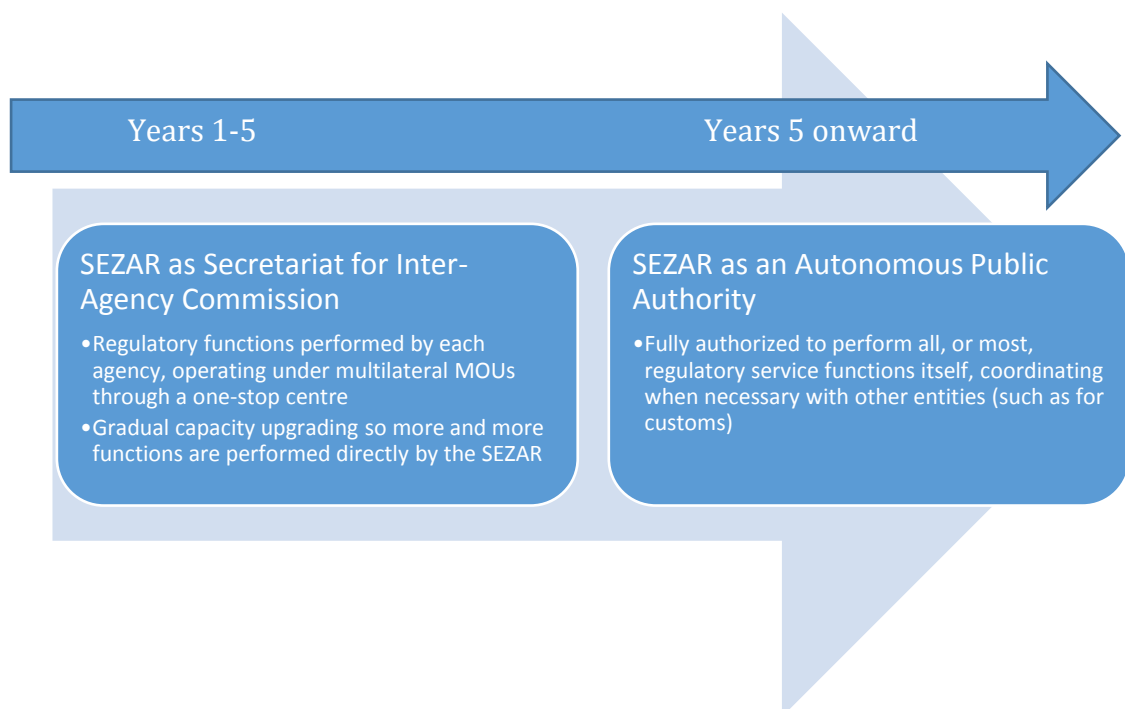 Years 1-5
Years 5 onward
SEZAR as Secretariat for Inter-
Agency Commission
•Regulatory functions performed by each
agency, operating under multilateral MOUs
through a one-stop centre
•Gradual capacity upgrading so more and more
functions are performed directly by the SEZAR
SEZAR as an Autonomous Public
Authority
•Fully authorized to perform all, or most,
regulatory service functions itself, coordinating
when necessary with other entities (such as for
customs)